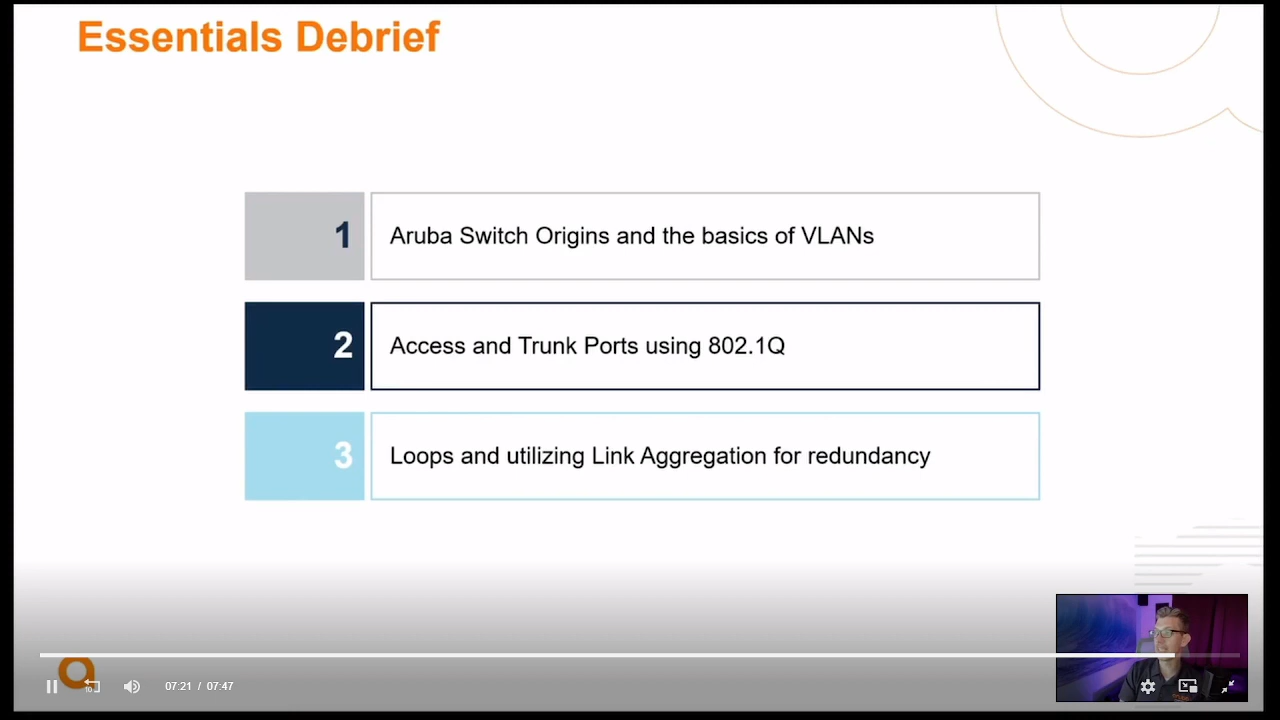 Essentials Debrief
1
Aruba Switch Origins and the basics of VLANs
2
Access and Trunk Ports using 802.1Q
3
Loops and utilizing Link Aggregation for redundancy
10
07:21 / 07:47